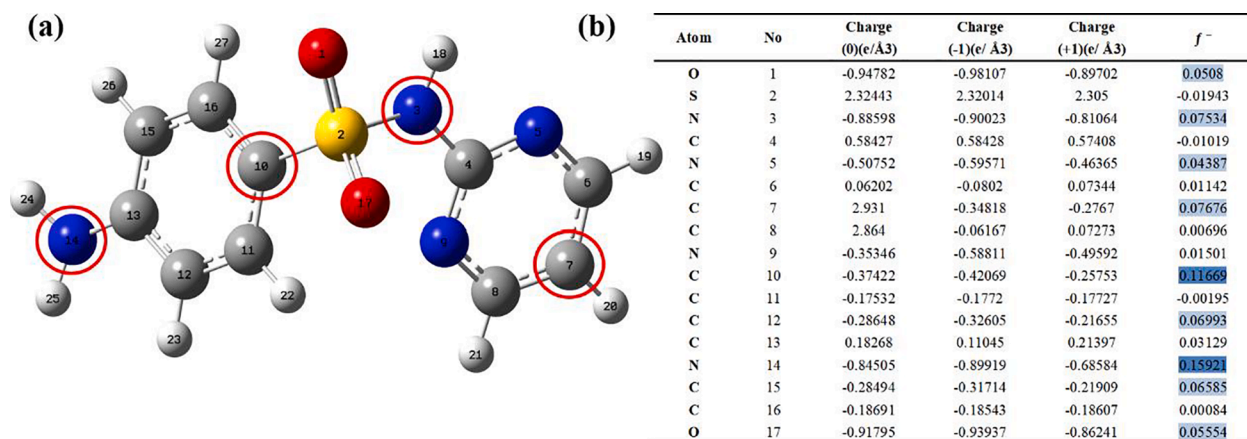 (a)
(b)
27
1
18
26
16
3
15
2
5
10
4
19
24
17
6
13
14
9
11
7
12
8
25
22
20
23
21
Atom No Charge (0)(e/Å3) Charge (-1)(e/ Å3) Charge (+1)(e/ Å3) f⁻
O 1 -0.94782 -0.98107 -0.89702 0.0508
S 2 2.32443 2.32014 2.305 -0.01943
N 3 -0.88598 -0.90023 -0.81064 0.07534
C 4 0.58427 0.58428 0.57408 -0.01019
N 5 -0.50752 -0.59571 -0.46365 0.04387
C 6 0.06202 -0.0802 0.07344 0.01142
C 7 2.931 -0.34818 -0.2767 0.07676
C 8 2.864 -0.06167 0.07273 0.00696
N 9 -0.35346 -0.58811 -0.49592 0.01501
C 10 -0.37422 -0.42069 -0.25753 0.11669
C 11 -0.17532 -0.1772 -0.17727 -0.00195
C 12 -0.28648 -0.32605 -0.21655 0.06993
C 13 0.18268 0.11045 0.21397 0.03129
N 14 -0.84505 -0.89919 -0.68584 0.15921
C 15 -0.28494 -0.31714 -0.21909 0.06585
C 16 -0.18691 -0.18543 -0.18607 0.00084
O 17 -0.91795 -0.93937 -0.86241 0.05554